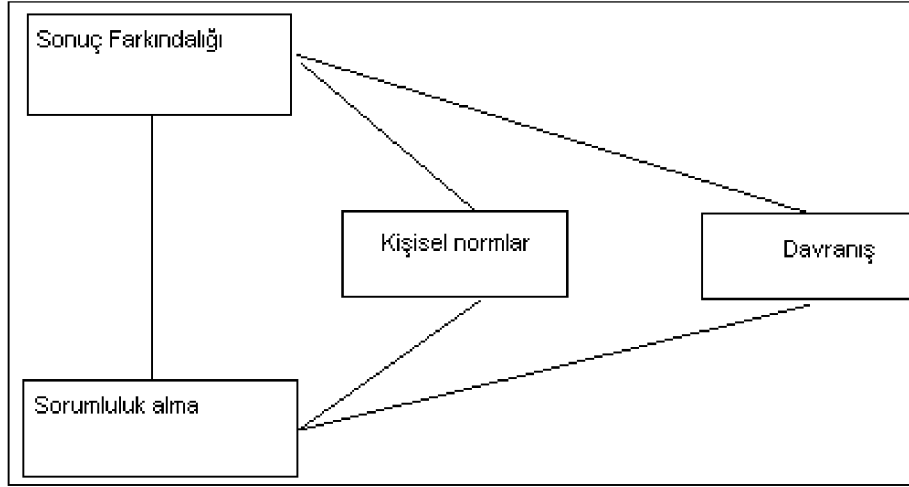 Sonuç Farkındalığı
Kişisel normlar
Davranış
Sorumluluk alma